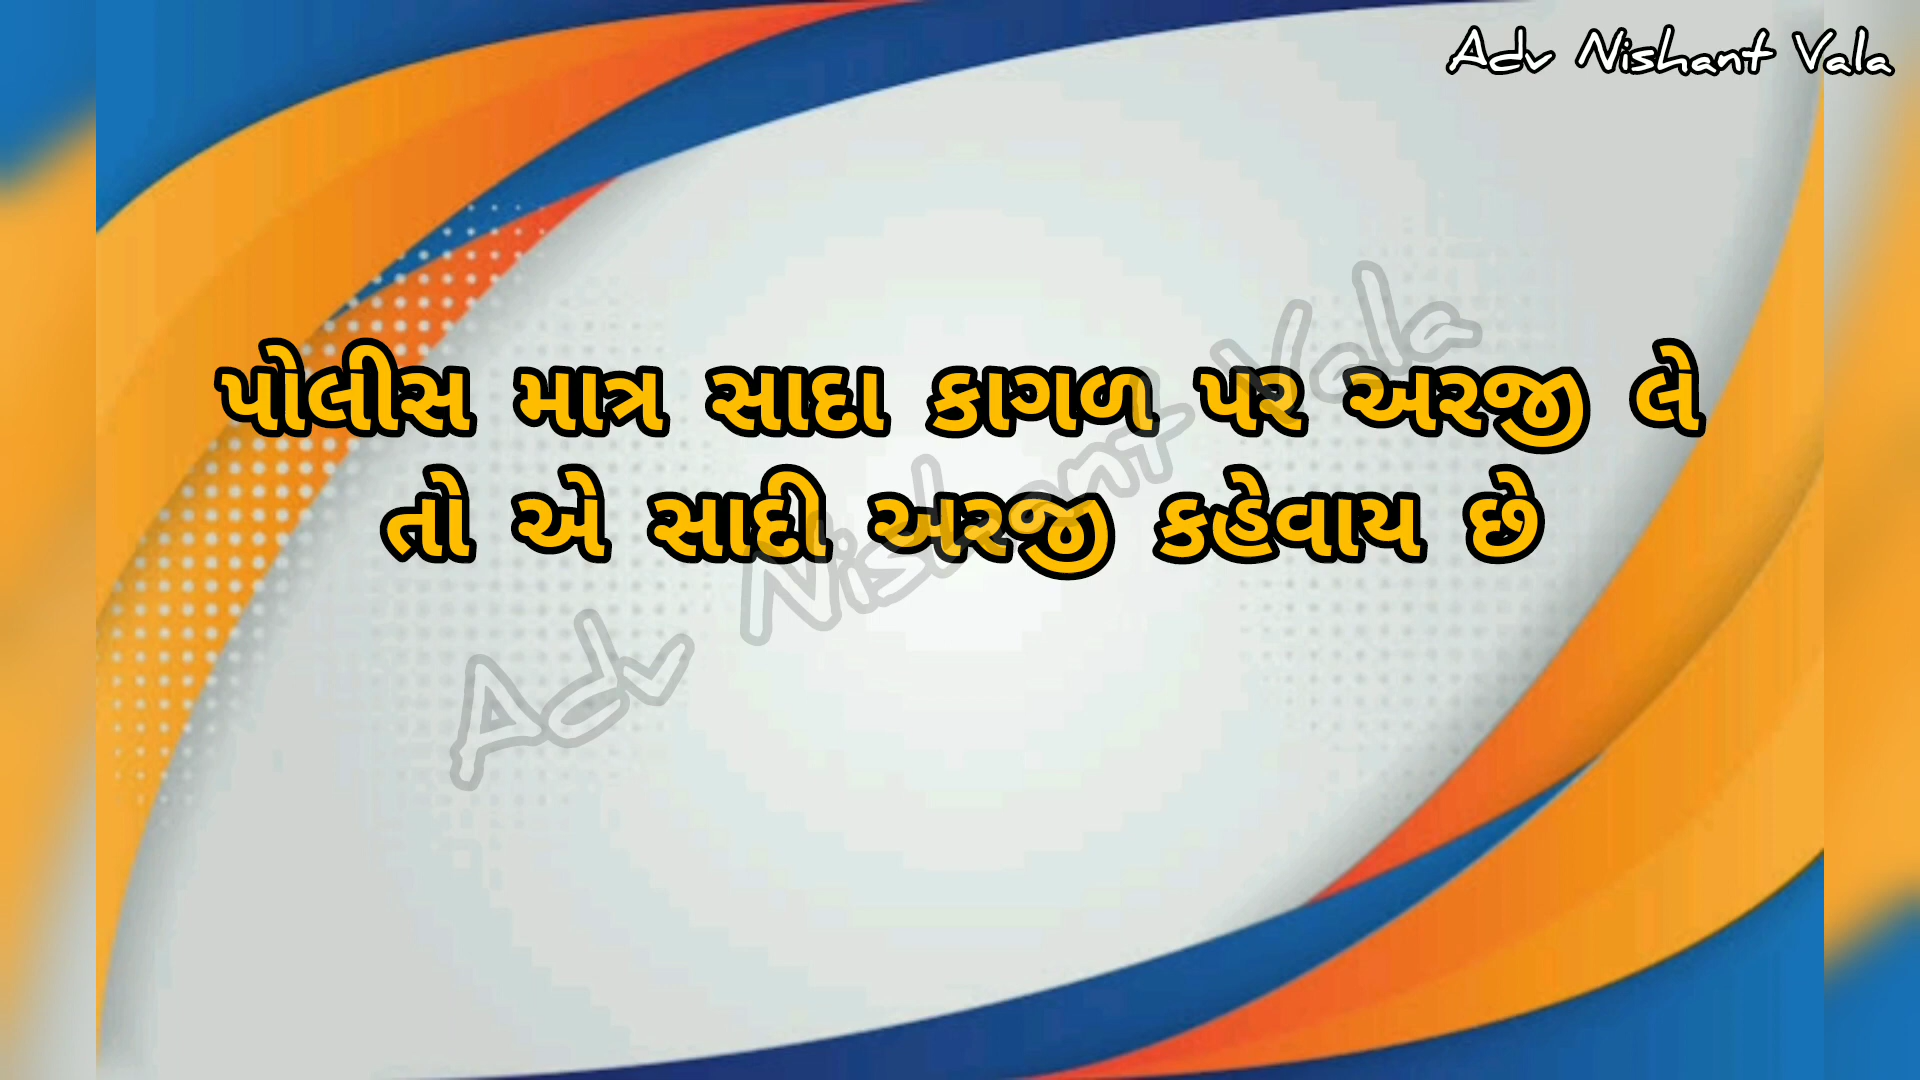 Adv Nishant Vala
પોલીસ માત્ર સાદા કાગળ પર અરજી લે
તો એ સાદી અરજી કહેવાય છે
Adv Nishant Vala